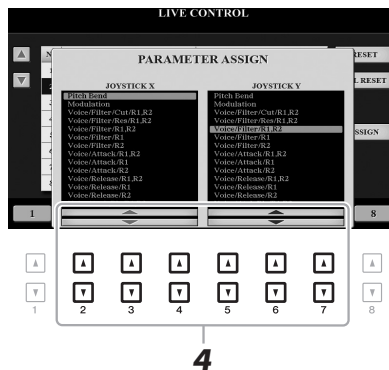 LIVE CONTROL
PARAMETER ASSIGN
JOYSTICK X
JOYSTICK Y
Pitch Bend
Modulation
Voice/Filter/Cut/R1,R2
Voice/Filter/Res/R1,R2
Voice/Filter/R1,R2
Voice/Filter/R1
Voice/Filter/R2
Voice/Attack/R1,R2
Voice/Attack/R1
Voice/Attack/R2
Voice/Release/R1,R2
Voice/Release/R1
Voice/Release/R2
Pitch Bend
Modulation
Voice/Filter/Cut/R1,R2
Voice/Filter/Res/R1,R2
Voice/Filter/R1,R2
Voice/Filter/R1
Voice/Filter/R2
Voice/Attack/R1,R2
Voice/Attack/R1
Voice/Attack/R2
Voice/Release/R1,R2
Voice/Release/R1
Voice/Release/R2
RESET
L RESET
SSIGN
1
8
1
2
3
4
5
6
7
8
4